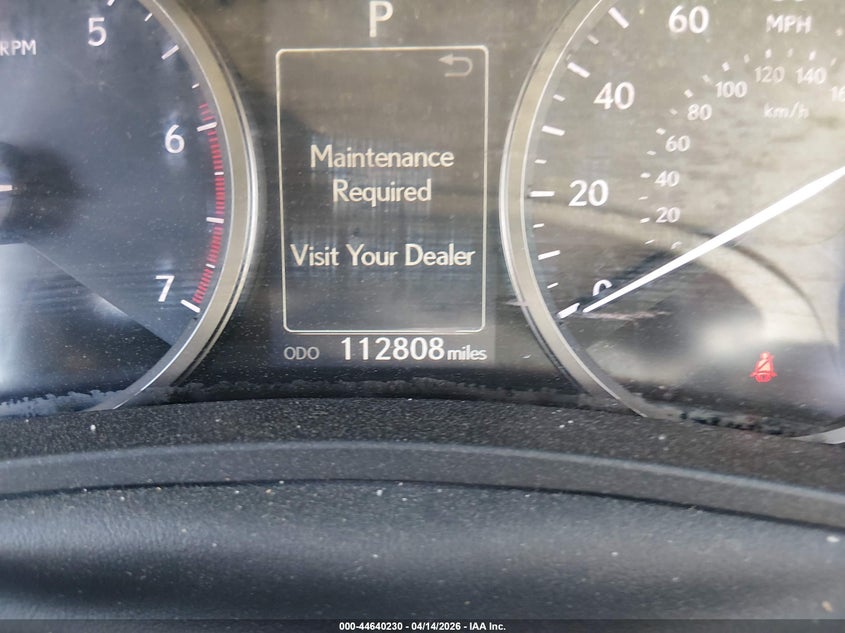 P
Maintenance
Required
Visit Your Dealer
ODO 112808 miles
RPM
5
6
7
MPH
60
40
20
0
km/h
140
120
100
80
60
40
20
000-44640230 - 04/14/2026 - IAA Inc.